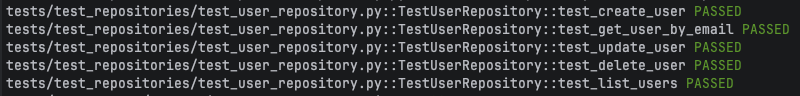 tests/test_repositories/test_user_repository.py::TestUserRepository::test_create_user PASSED
tests/test_repositories/test_user_repository.py::TestUserRepository::test_get_user_by_email PASSED
tests/test_repositories/test_user_repository.py::TestUserRepository::test_update_user PASSED
tests/test_repositories/test_user_repository.py::TestUserRepository::test_delete_user PASSED
tests/test_repositories/test_user_repository.py::TestUserRepository::test_list_users PASSED